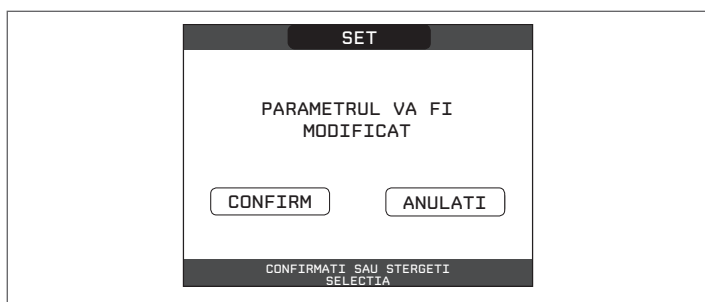 SET
PARAMETRUL VA FI
MODIFICAT
CONFIRM
ANULATI
CONFIRMATI SAU STERGETI
SELECTIA